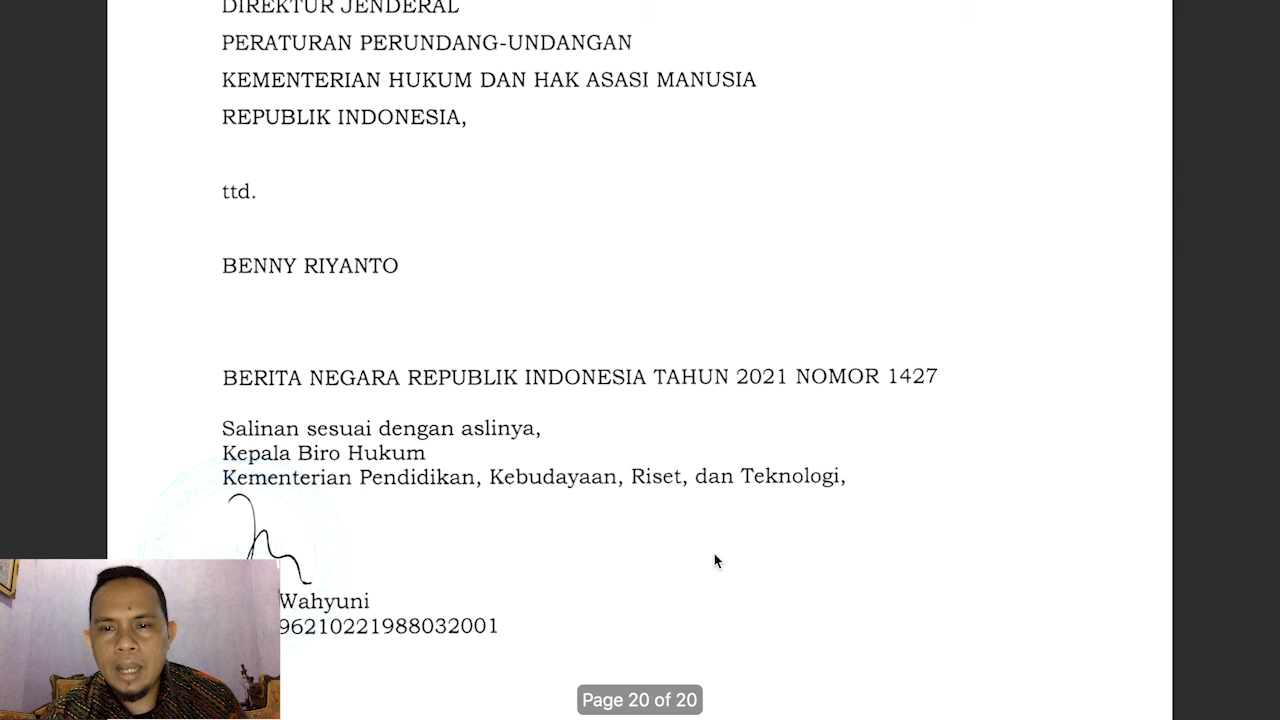 DIREKTUR JENDERAL
PERATURAN PERUNDANG-UNDANGAN
KEMENTERIAN HUKUM DAN HAK ASASI MANUSIA
REPUBLIK INDONESIA,
ttd.
BENNY RIYANTO
BERITA NEGARA REPUBLIK INDONESIA TAHUN 2021 NOMOR 1427
Salinan sesuai dengan aslinya,
Kepala Biro Hukum
Kementerian Pendidikan, Kebudayaan, Riset, dan Teknologi,
Wahyuni
96210221988032001
Page 20 of 20